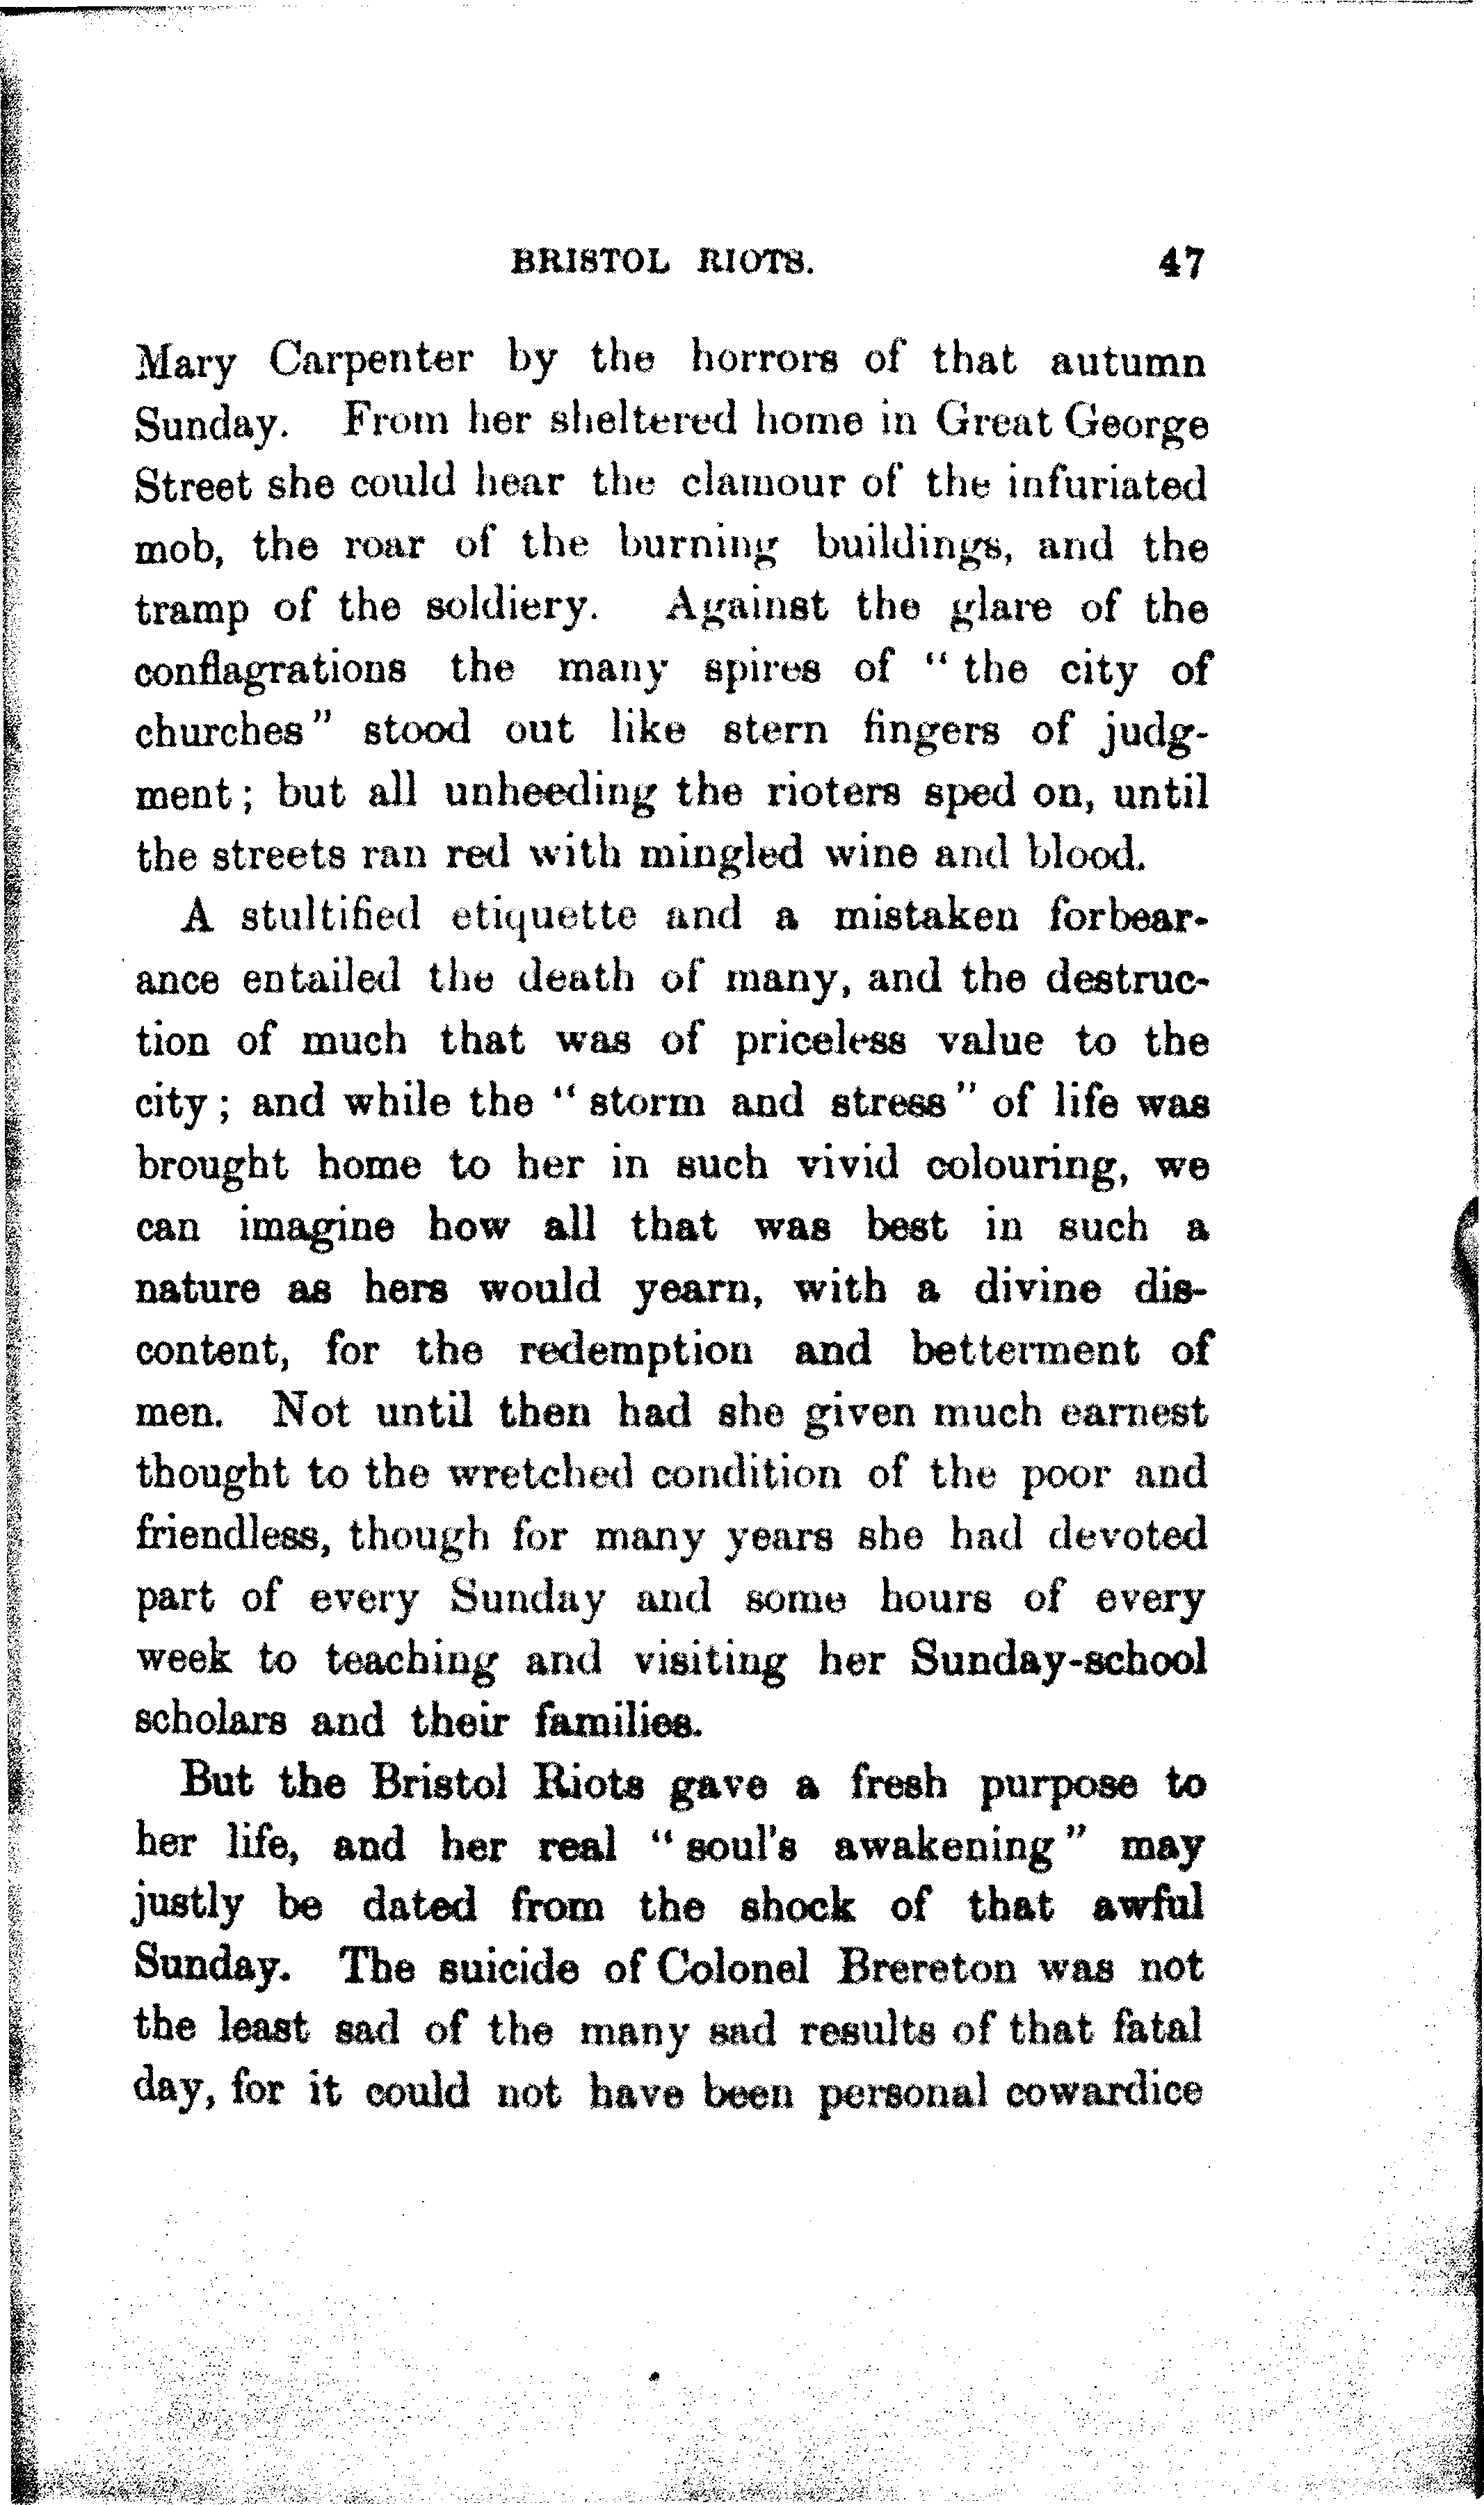 BRISTOL RIOTS. 47
Mary Carpenter by the horrors of that autumn
Sunday. From her sheltered home in Great George
Street she could hear the clamour of the infuriated
mob, the roar of the burning buildings, and the
tramp of the soldiery. Against the glare of the
conflagrations the many spires of " the city of
churches" stood out like stern fingers of judg-
ment; but all unheeding the rioters sped on, until
the streets ran red with mingled wine and blood.
A stultified etiquette and a mistaken forbear-
ance entailed the death of many, and the destruc-
tion of much that was of priceless value to the
city; and while the "storm and stress" of life was
brought home to her in such vivid colouring, we
can imagine how all that was best in such a
nature as hers would yearn, with a divine dis-
content, for the redemption and betterment of
men. Not until then had she given much earnest
thought to the wretched condition of the poor and
friendless, though for many years she had devoted
part of every Sunday and some hours of every
week to teaching and visiting her Sunday-school
scholars and their families.
But the Bristol Riots gave a fresh purpose to
her life, and her real "soul's awakening" may
justly be dated from the shock of that awful
Sunday. The suicide of Colonel Brereton was not
the least sad of the many sad results of that fatal
day, for it could not have been personal cowardice